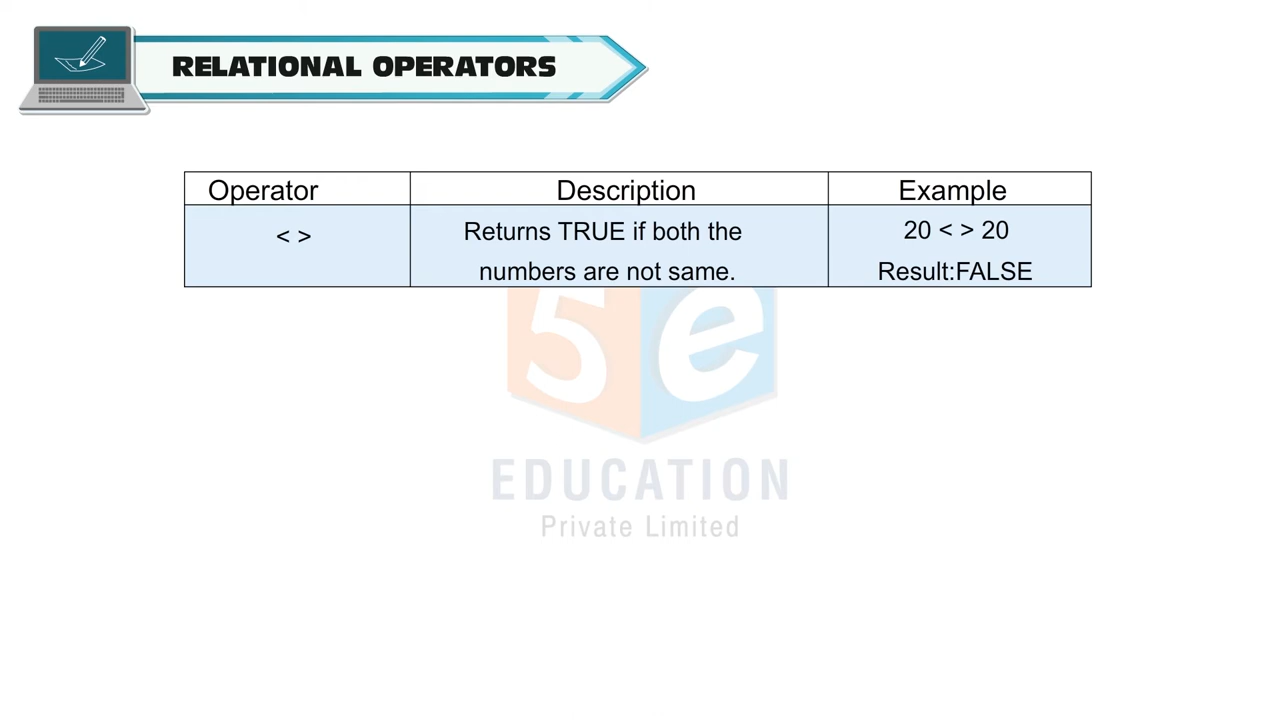 RELATIONAL OPERATORS
Operator Description Example
< > Returns TRUE if both the 20 < > 20
numbers are not same. Result:FALSE
5e
EDUCATION
Private Limited